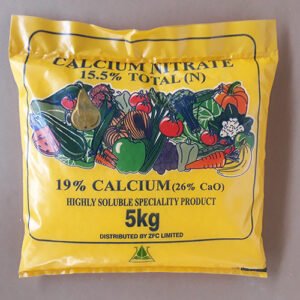 CALCIUM NITRATE
15.5% TOTAL (N)
19% CALCIUM (26% CaO)
HIGHLY SOLUBLE SPECIALITY PRODUCT
5kg
DISTRIBUTED BY ZFC LIMITED